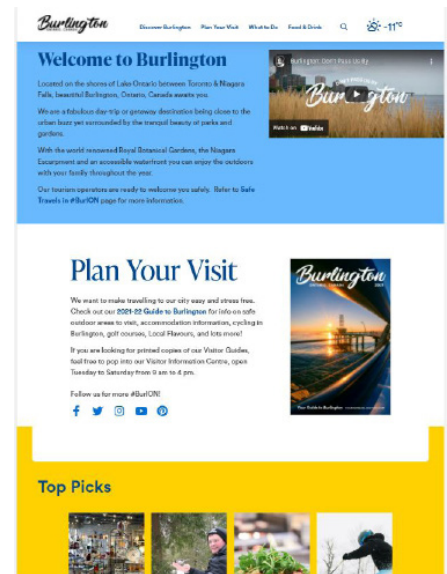 Burlington
Discover Burlington Plan Your Visit What to Do Food & Drink -11°C
Welcome to Burlington
Located on the shores of Lake Ontario between Toronto & Niagara
Falls, beautiful Burlington, Ontario, Canada awaits you.
We are a fabulous day-trip or getaway destination being close to the
urban buzz yet surrounded by the tranquil beauty of parks and
gardens.
With the world renowned Royal Botanical Gardens, the Niagara
Escarpment and an accessible waterfront you can enjoy the outdoors
with your family throughout the year.
Our tourism operators are ready to welcome you safely. Refer to Safe
Travels in #BurlON page for more information.
Burlington: Don't Pass Us By
Burlington
Watch on YouTube
Plan Your Visit
We want to make travelling to our city easy and stress free.
Check out our 2021-22 Guide to Burlington for info on safe
outdoor areas to visit, accommodation information, cycling in
Burlington, golf courses, Local Flavours, and lots more!
If you are looking for printed copies of our Visitor Guides,
feel free to pop into our Visitor Information Centre, open
Tuesday to Saturday from 9 am to 4 pm.
Follow us for more #BurlON!
Burlington
Your Guide to Burlington
Top Picks